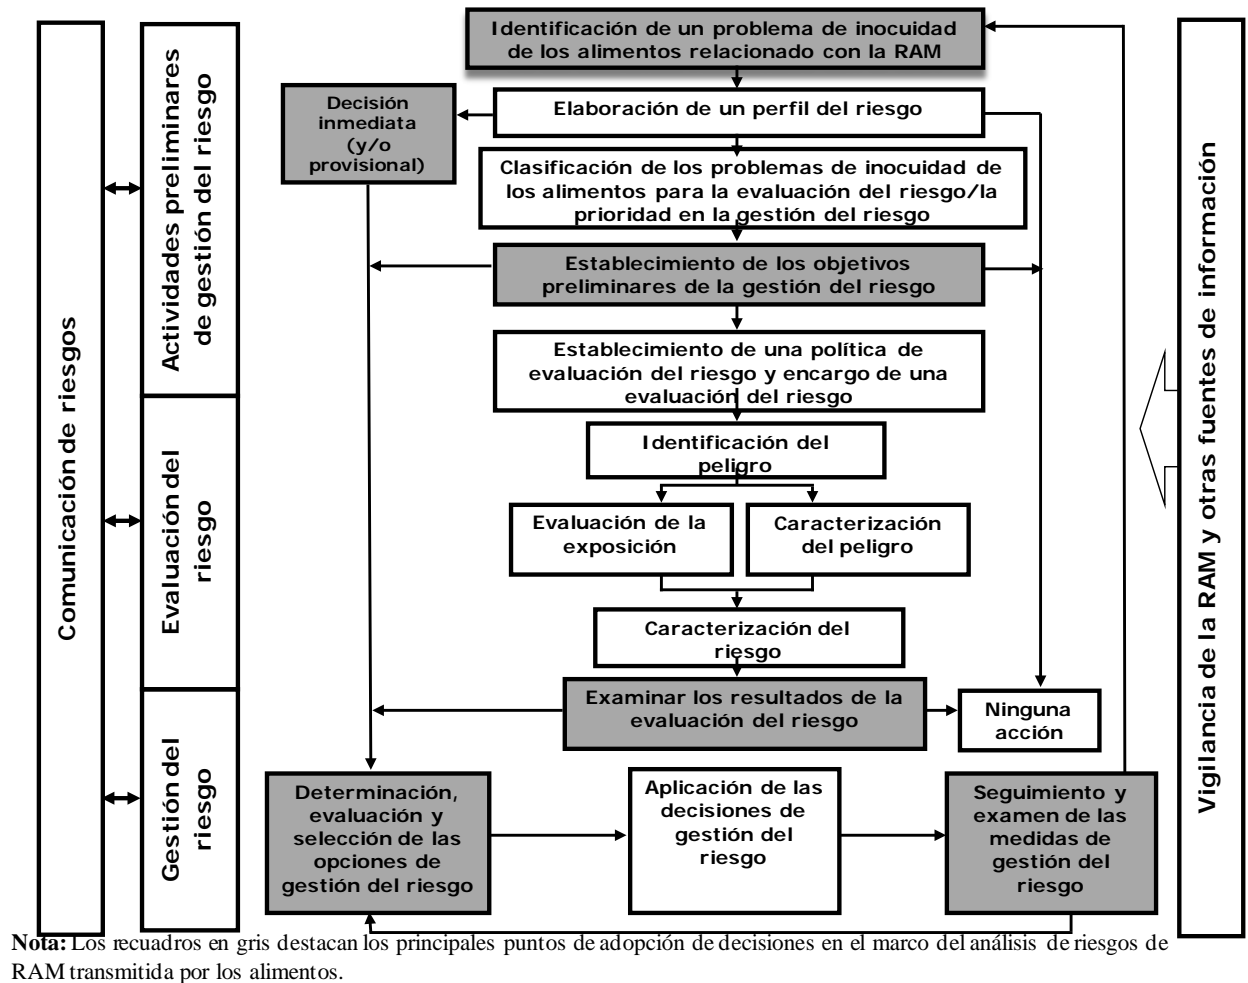 Identificación de un problema de inocuidad
de los alimentos relacionado con la RAM
Decisión
inmediata
(y/o
provisional)
Elaboración de un perfil del riesgo
Clasificación de los problemas de inocuidad de
los alimentos para la evaluación del riesgo/la
prioridad en la gestión del riesgo
Establecimiento de los objetivos
preliminares de la gestión del riesgo
Establecimiento de una política de
evaluación del riesgo y encargo de una
evaluación del riesgo
Identificación del
peligro
Evaluación de la
exposición
Caracterización
del peligro
Caracterización del
riesgo
Examinar los resultados de la
evaluación del riesgo
Ninguna
acción
Determinación,
evaluación y
selección de las
opciones de
gestión del riesgo
Aplicación de las
decisiones de
gestión del
riesgo
Seguimiento y
examen de las
medidas de
gestión del
riesgo
Comunicación de riesgos
Actividades preliminares
de gestión del riesgo
Evaluación del
riesgo
Gestión del
riesgo
Vigilancia de la RAM y otras fuentes de información
Nota: Los recuadros en gris destacan los principales puntos de adopción de decisiones en el marco del análisis de riesgos de
RAM transmitida por los alimentos.